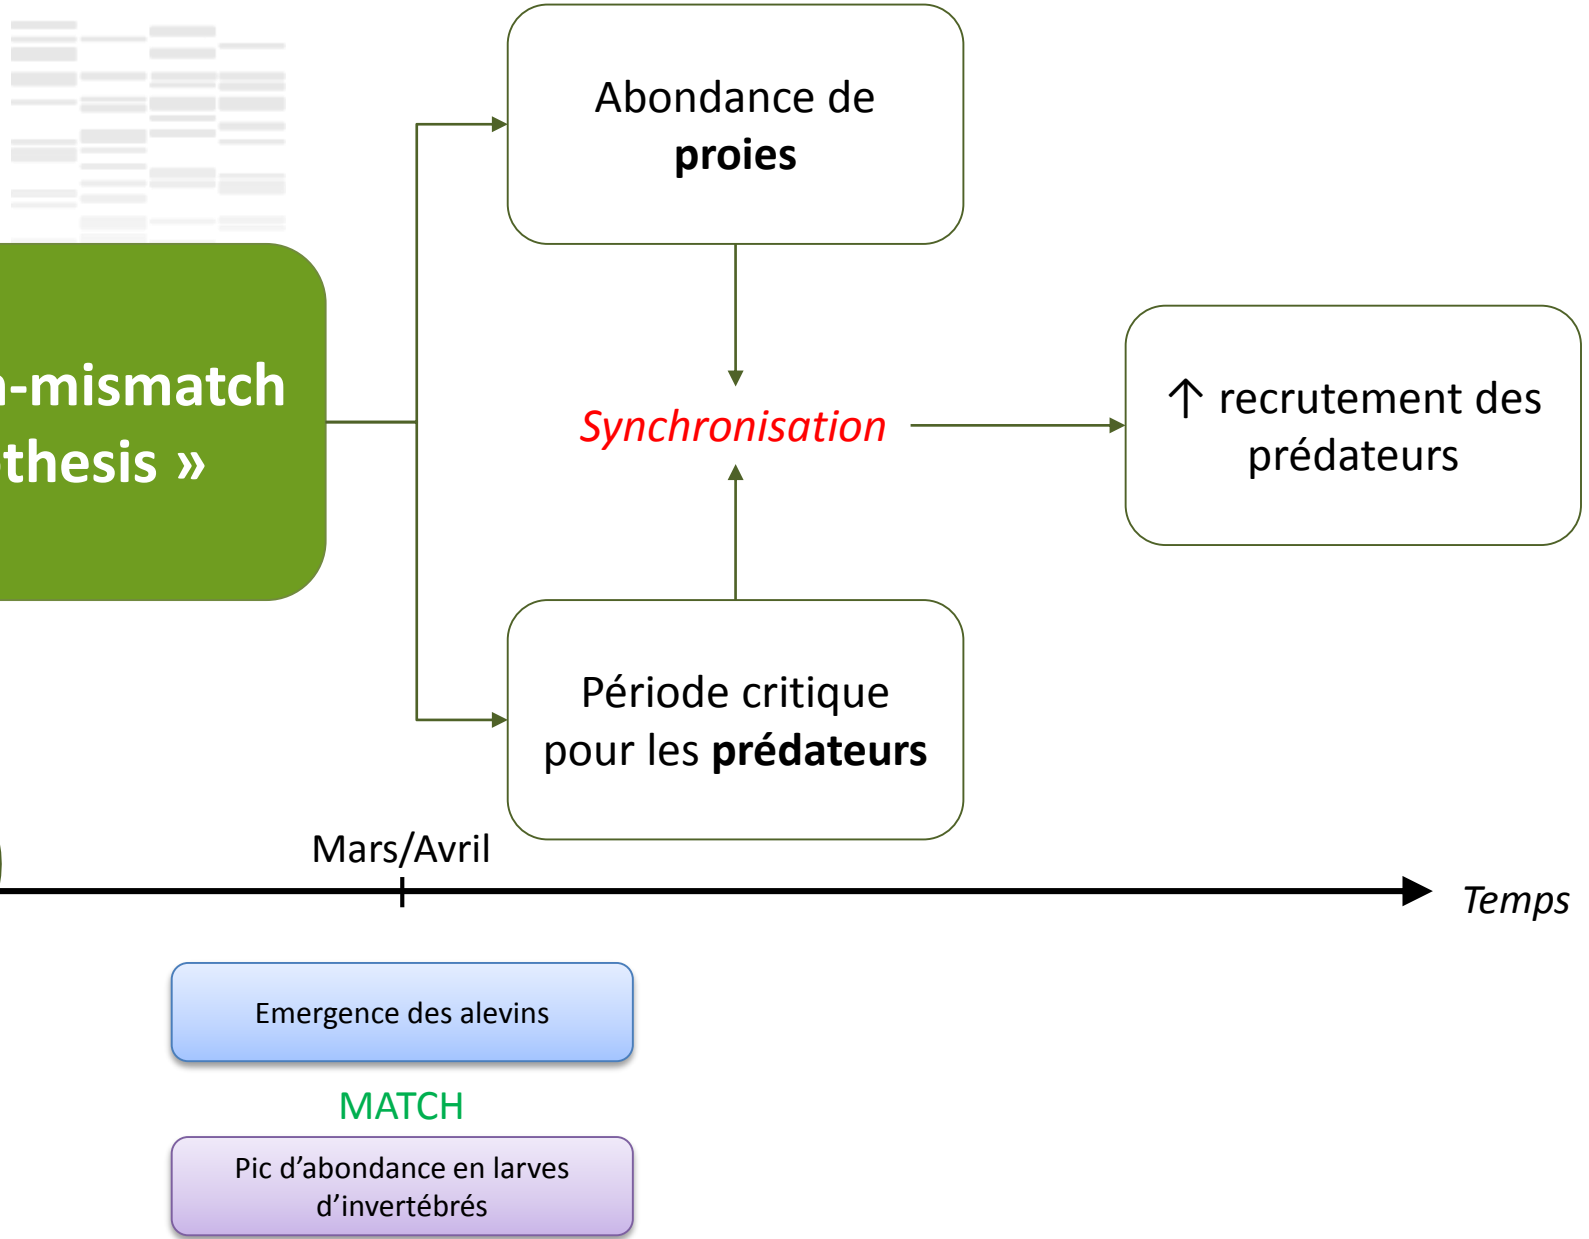 Abondance de
proies
-mismatch
thesis »
Synchronisation
↑ recrutement des
prédateurs
Période critique
pour les prédateurs
Mars/Avril
Temps
Emergence des alevins
MATCH
Pic d’abondance en larves
d’invertébrés